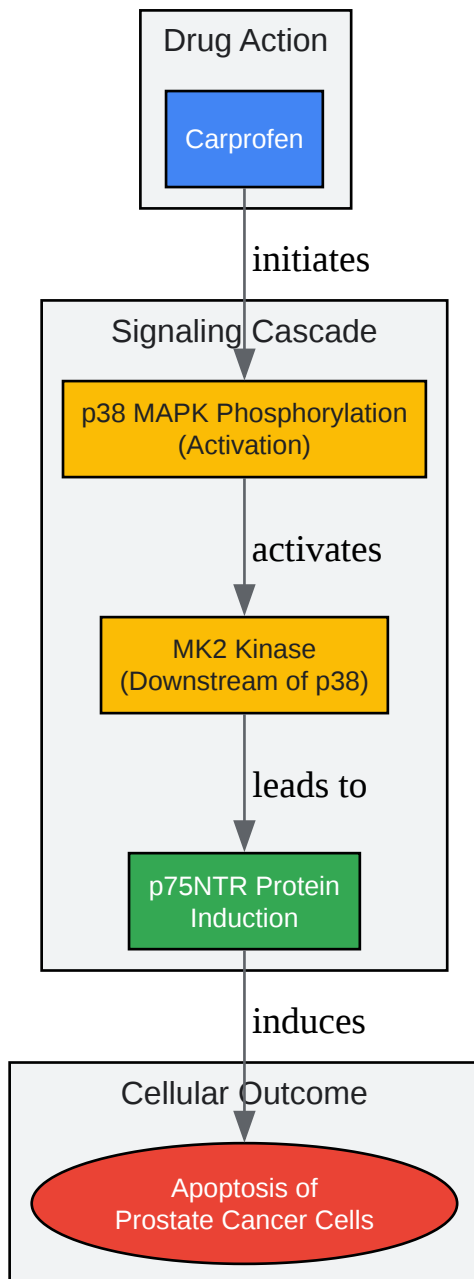 Drug Action
Carprofen
initiates
Signaling Cascade
p38 MAPK Phosphorylation
(Activation)
activates
MK2 Kinase
(Downstream of p38)
leads to
p75NTR Protein
Induction
induces
Cellular Outcome
Apoptosis of
Prostate Cancer Cells